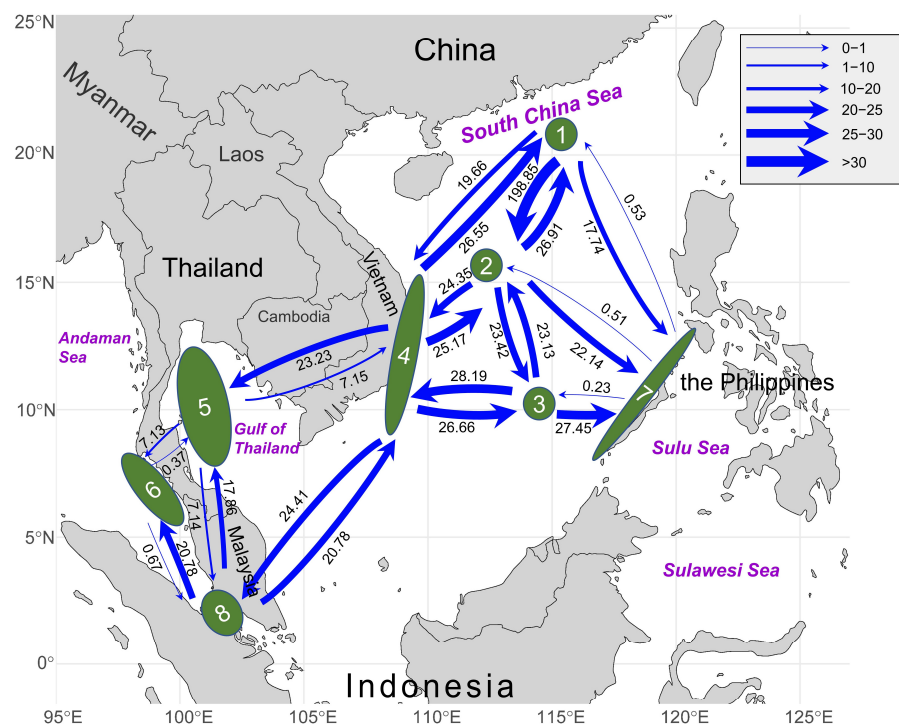 25°N
20°N
15°N
10°N
5°N
0°
95°E
100°E
105°E
110°E
115°E
120°E
125°E
China
Myanmar
Laos
Thailand
Vietnam
Cambodia
Malaysia
Indonesia
the Philippines
South China Sea
Andaman
Sea
Gulf of
Thailand
Sulu Sea
Sulawesi Sea
0−1
1−10
10−20
20−25
25−30
>30
1
2
3
4
5
6
7
8
19.66
26.55
198.85
26.91
17.74
0.53
24.35
25.17
23.42
23.13
0.51
22.14
0.23
28.19
26.66
27.45
23.23
7.15
7.13
0.37
7.14
17.86
0.67
20.78
24.41
20.78